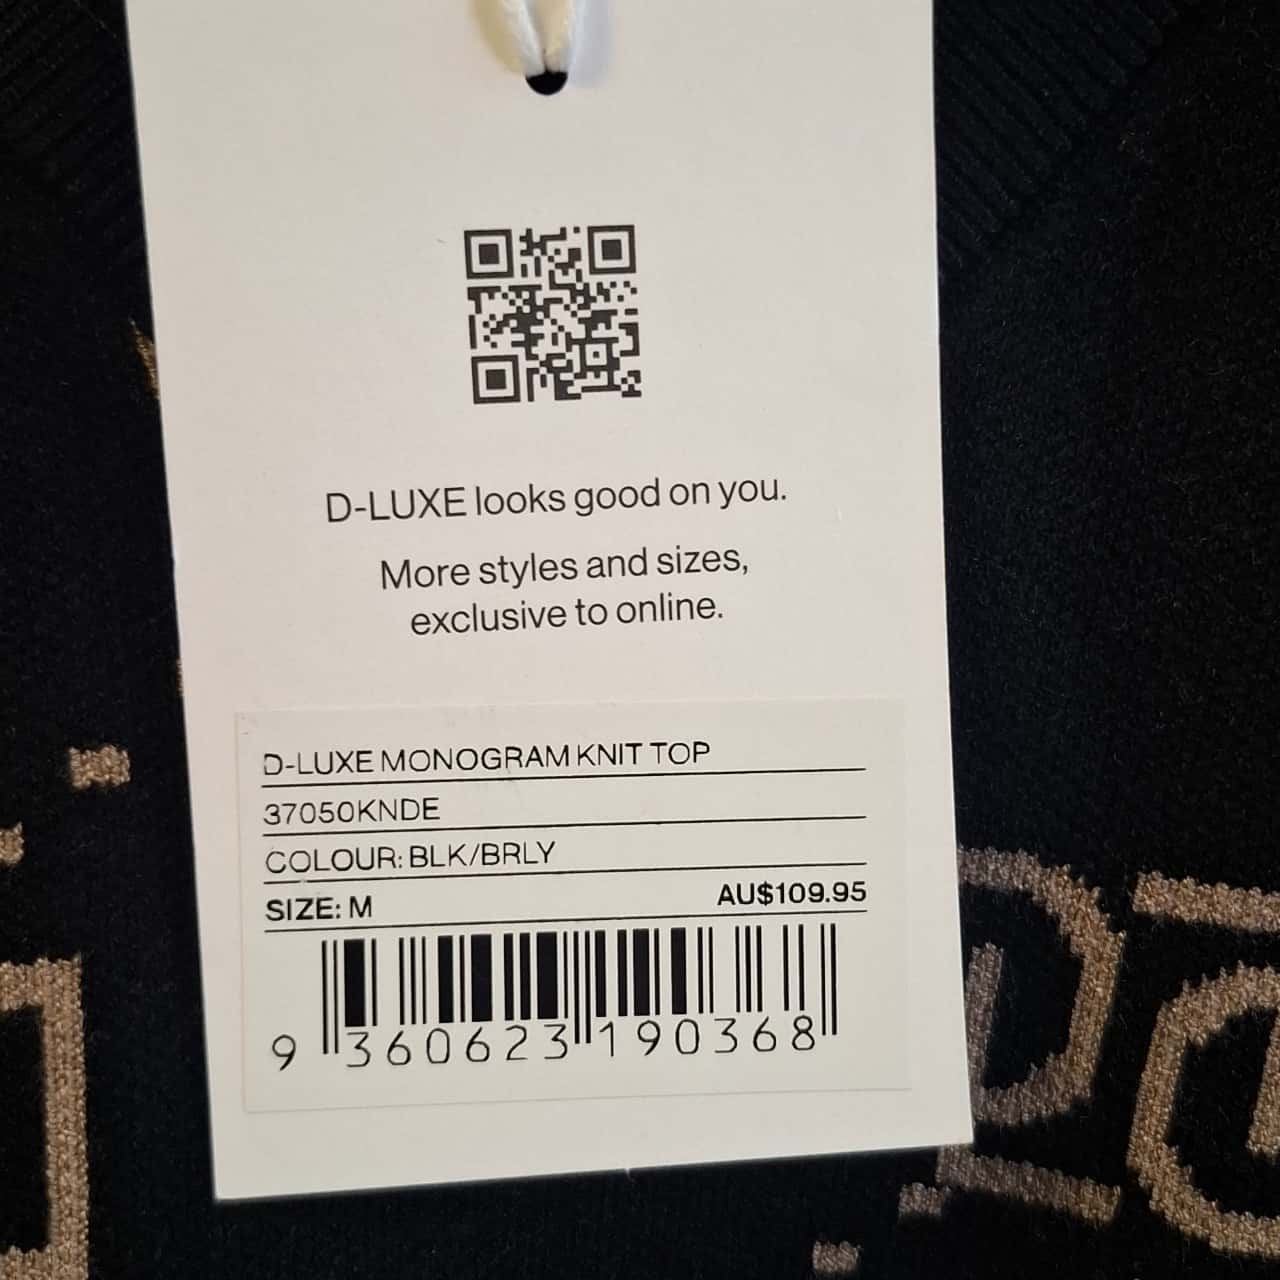 D-LUXE looks good on you.
More styles and sizes,
exclusive to online.
D-LUXE MONOGRAM KNIT TOP
37050KNDE
COLOUR: BLK/BRLY
SIZE: M AU$109.95
9 360623 190368